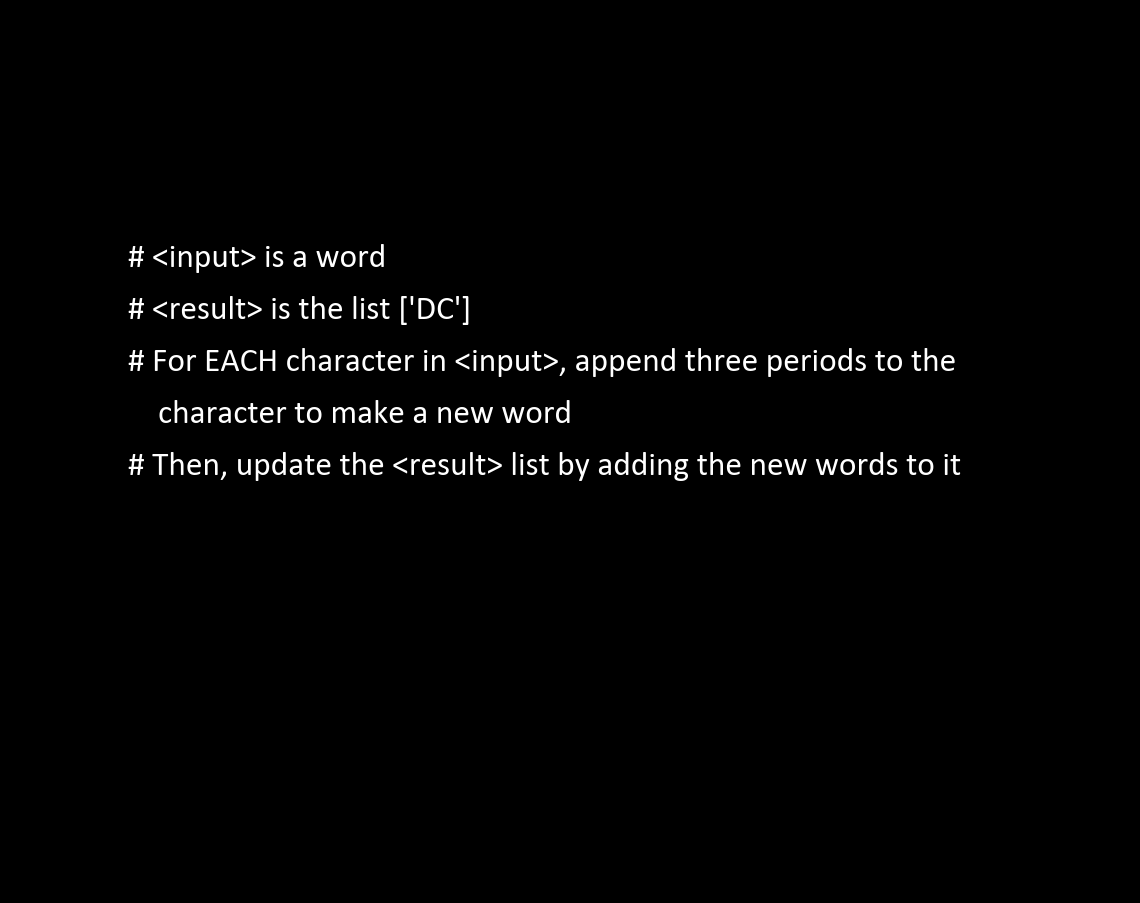 # <input> is a word
# <result> is the list ['DC']
# For EACH character in <input>, append three periods to the
character to make a new word
# Then, update the <result> list by adding the new words to it